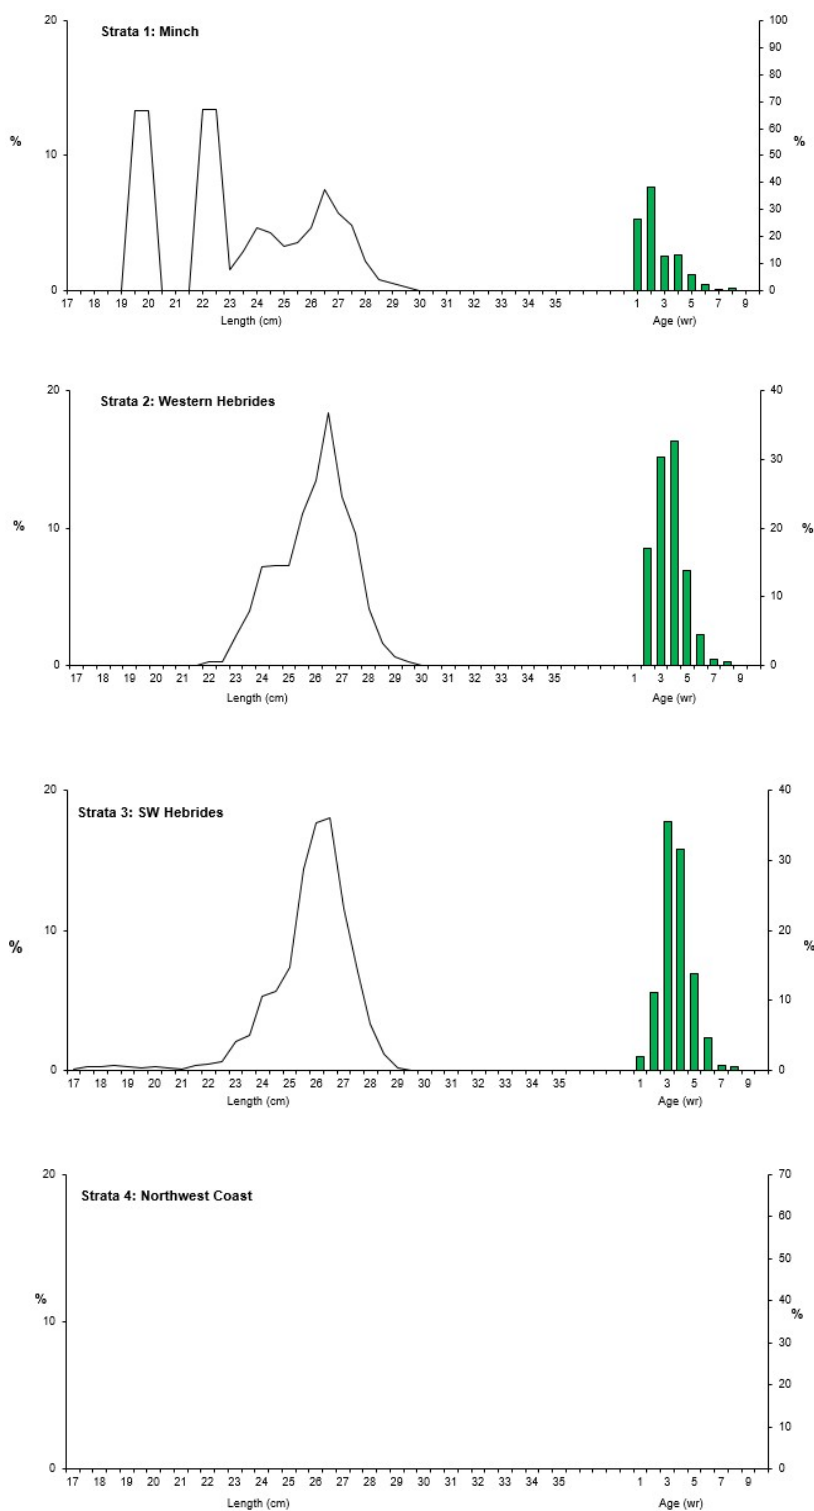 Strata 1: Minch
20
10
0
%
17 18 19 20 21 22 23 24 25 26 27 28 29 30 31 32 33 34 35
Length (cm)
1 3 5 7 9
Age (wr)
100
90
80
70
60
50
40
30
20
10
0
%
Strata 2: Western Hebrides
20
10
0
%
17 18 19 20 21 22 23 24 25 26 27 28 29 30 31 32 33 34 35
Length (cm)
1 3 5 7 9
Age (wr)
40
30
20
10
0
%
Strata 3: SW Hebrides
20
10
0
%
17 18 19 20 21 22 23 24 25 26 27 28 29 30 31 32 33 34 35
Length (cm)
1 3 5 7 9
Age (wr)
40
30
20
10
0
%
Strata 4: Northwest Coast
20
10
0
%
17 18 19 20 21 22 23 24 25 26 27 28 29 30 31 32 33 34 35
Length (cm)
1 3 5 7 9
Age (wr)
70
60
50
40
30
20
10
0
%